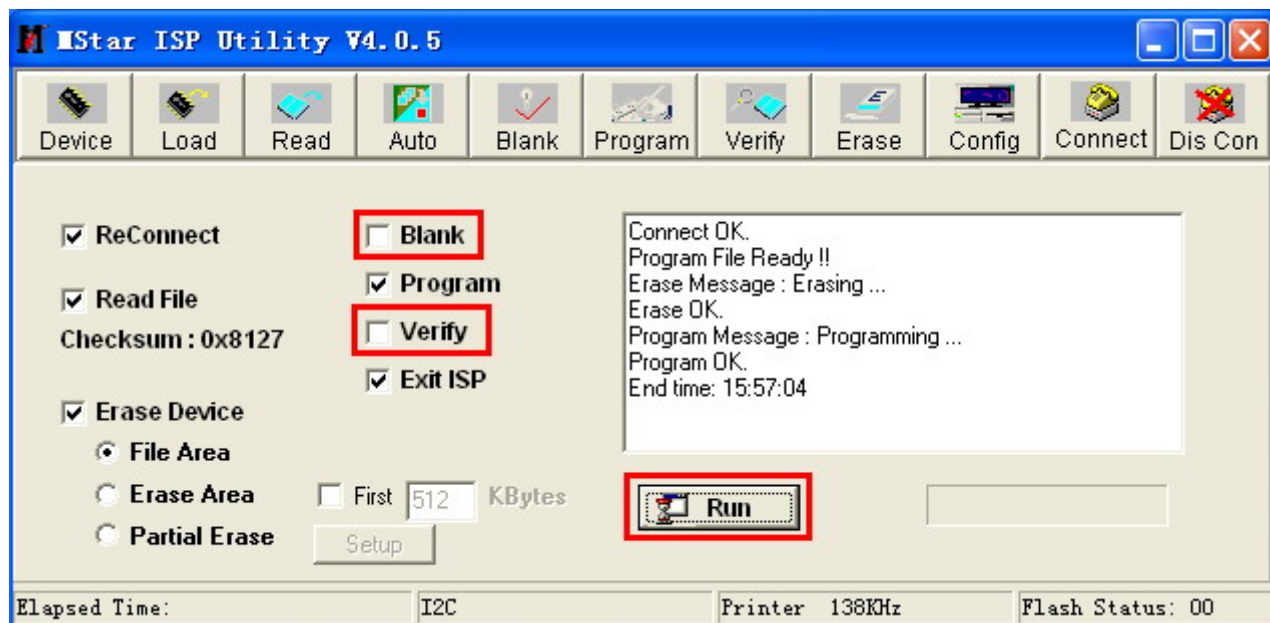 MStar ISP Utility V4.0.5
Device Load Read Auto Blank Program Verify Erase Config Connect Dis Con
ReConnect
Read File
Checksum : 0x8127
Erase Device
File Area
Erase Area
Partial Erase
Blank
Program
Verify
Exit ISP
First 512 KBytes
Setup
Connect OK.
Program File Ready !!
Erase Message : Erasing ...
Erase OK.
Program Message : Programming ...
Program OK.
End time: 15:57:04
Run
Elapsed Time: I2C Printer 138KHz Flash Status: 00